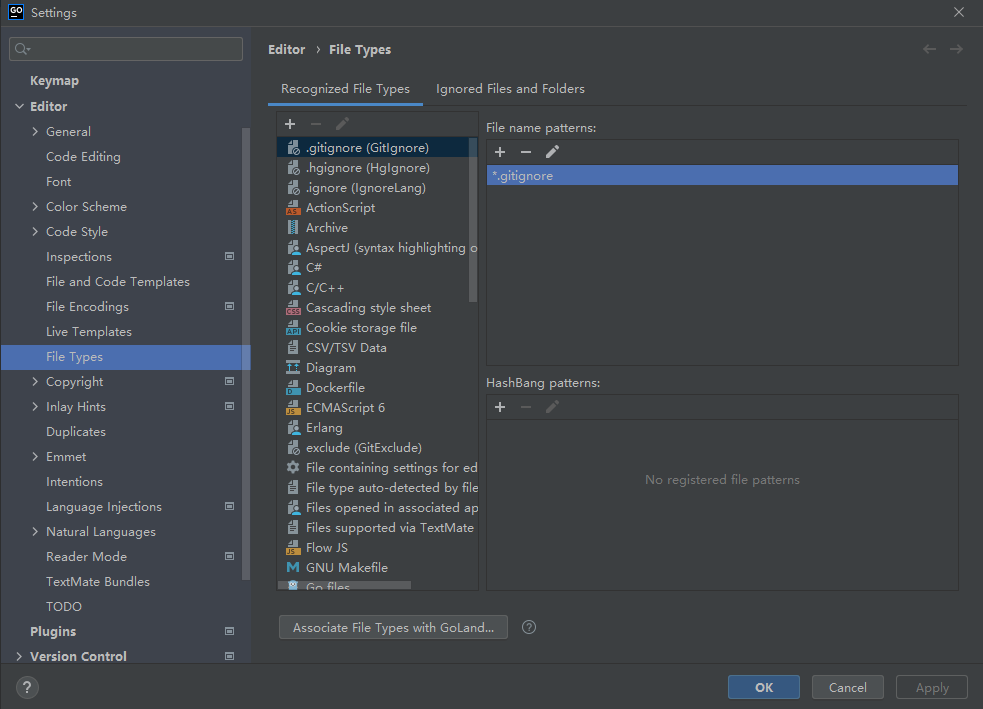 GO
Settings
Keymap
Editor
General
Code Editing
Font
Color Scheme
Code Style
Inspections
File and Code Templates
File Encodings
Live Templates
File Types
Copyright
Inlay Hints
Duplicates
Emmet
Intentions
Language Injections
Natural Languages
Reader Mode
TextMate Bundles
TODO
Plugins
Version Control
Editor › File Types
Recognized File Types
Ignored Files and Folders
.gitignore (GitIgnore)
.hgignore (HgIgnore)
.ignore (IgnoreLang)
AS
ActionScript
Archive
AspectJ (syntax highlighting o
C#
C/C++
CSS
Cascading style sheet
API
Cookie storage file
CSV/TSV Data
Diagram
D
Dockerfile
JS
ECMAScript 6
Erlang
exclude (GitExclude)
File containing settings for ed
File type auto-detected by file
Files opened in associated ap
Files supported via TextMate
JS
Flow JS
M
GNU Makefile
Go files
File name patterns:
*.gitignore
HashBang patterns:
No registered file patterns
Associate File Types with GoLand...
?
?
OK
Cancel
Apply